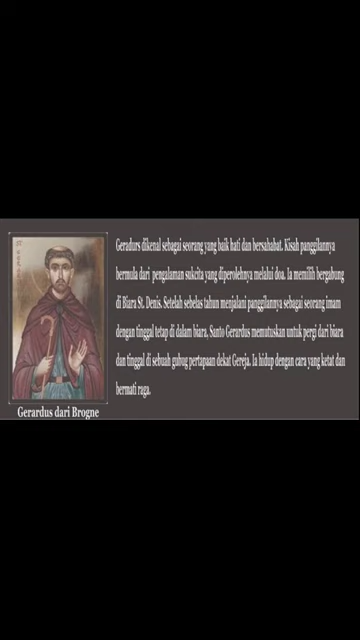 Geradurs dikenal sebagai seorang yang baik hati dan bersahabat. Kisah panggilannya
bermula dari pengalaman sukcita yang diperolehnya melalui doa. Ia memilih bergabung
di Biara St. Denis. Setelah sebelas tahun menjalani panggilannya sebagai seorang imam
dengan tinggal tetap di dalam biara, Santo Gerardus memutuskan untuk pergi dari biara
dan tinggal di sebuah gubug pertapaan dekat Gereja. Ia hidup dengan cara yang ketat dan
bermati raga.
Gerardus dari Brogne